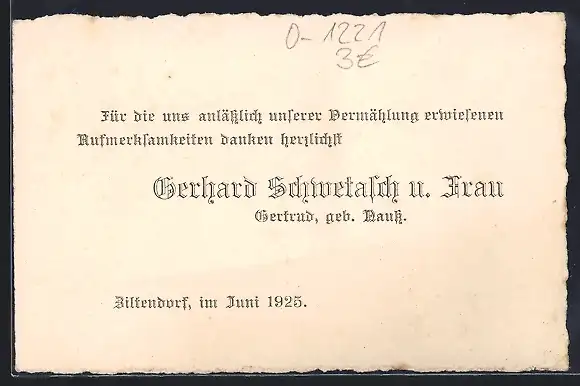 0-1221
3€
Für die uns anläßlich unserer Vermählung erwiesenen
Aufmerksamkeiten danken herzlichst
Gerhard Schwetasch u. Frau
Gertrud, geb. Nauß.
Ziltendorf, im Juni 1925.